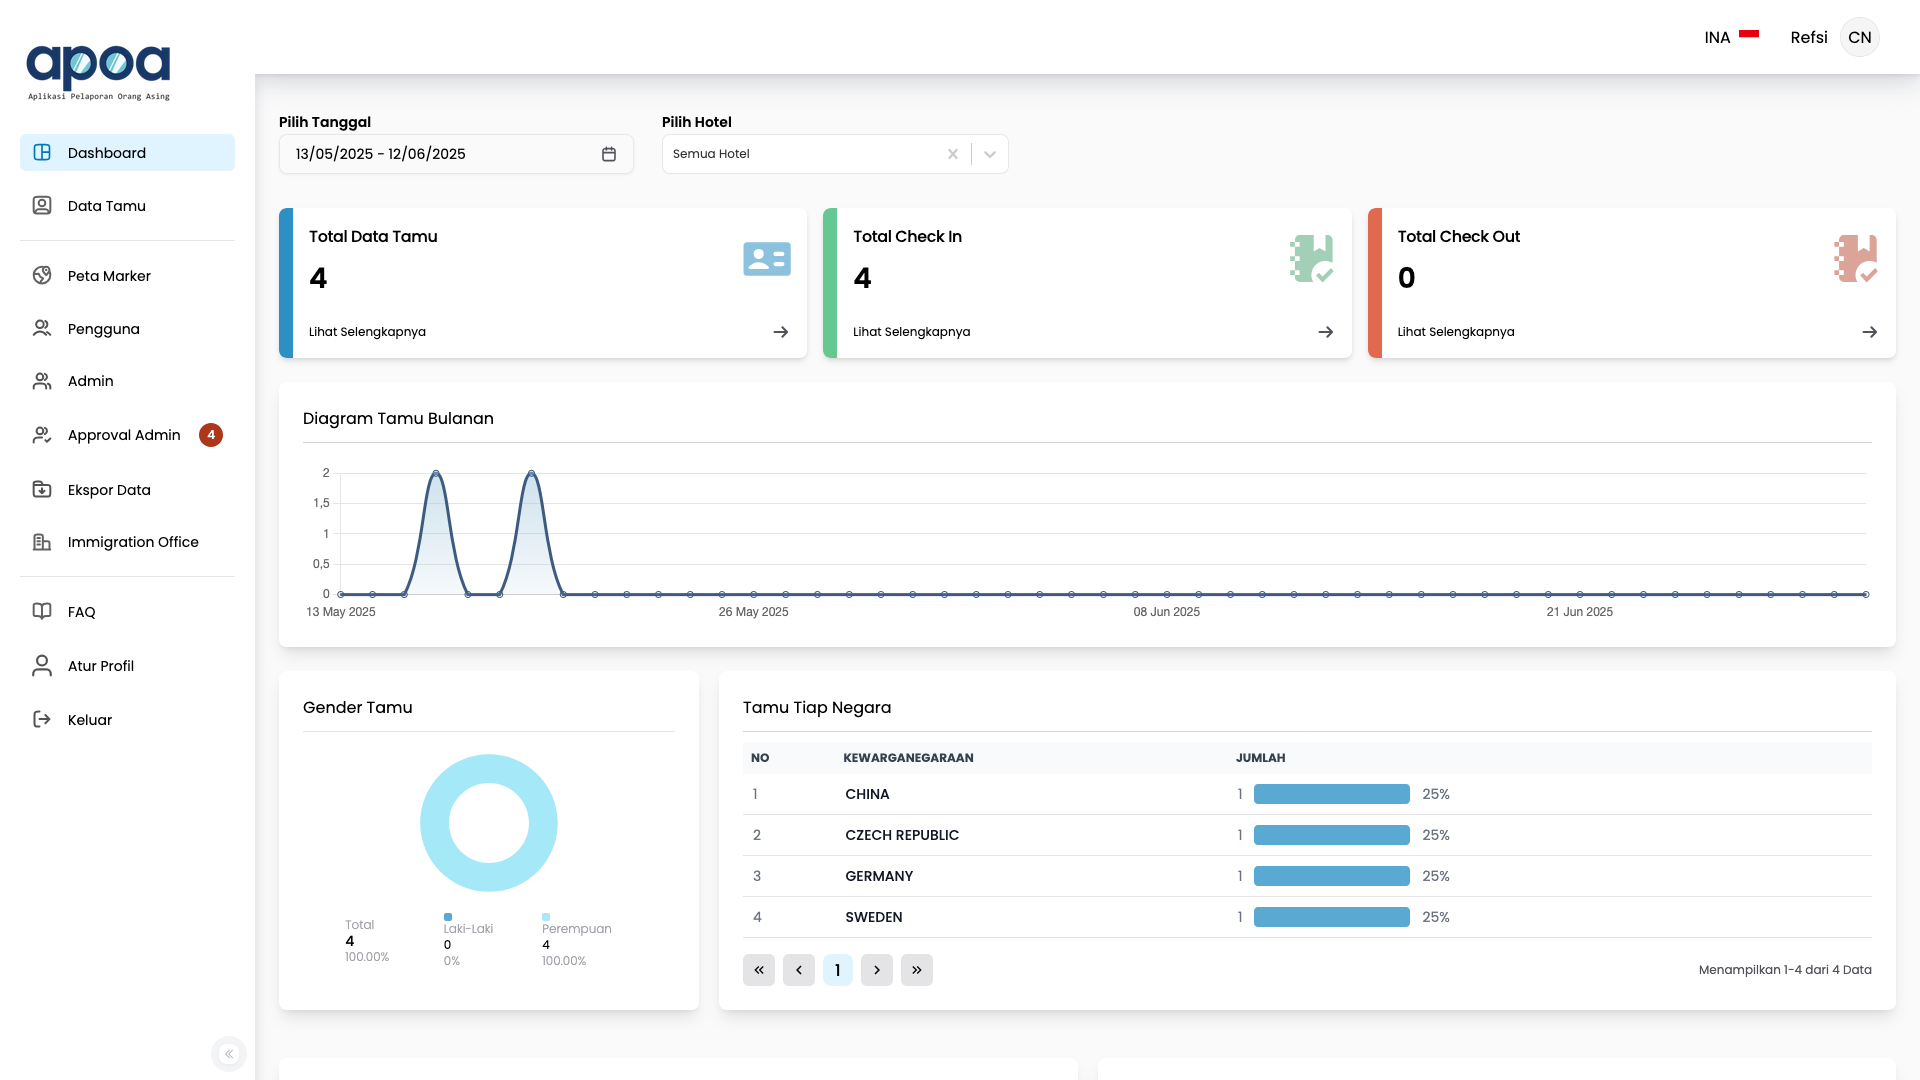 INA
Refsi
CN
apoa
Aplikasi Pelaporan Orang Asing
Dashboard
Data Tamu
Peta Marker
Pengguna
Admin
Approval Admin 4
Ekspor Data
Immigration Office
FAQ
Atur Profil
Keluar
Pilih Tanggal
13/05/2025 - 12/06/2025
Pilih Hotel
Semua Hotel
Total Data Tamu
4
Lihat Selengkapnya
Total Check In
4
Lihat Selengkapnya
Total Check Out
0
Lihat Selengkapnya
Diagram Tamu Bulanan
2
1,5
1
0,5
0
13 May 2025 26 May 2025 08 Jun 2025 21 Jun 2025
Gender Tamu
Total
4
100.00%
Laki-Laki
0
0%
Perempuan
4
100.00%
Tamu Tiap Negara
NO KEWARGANEGARAAN JUMLAH
1 CHINA 1 25%
2 CZECH REPUBLIC 1 25%
3 GERMANY 1 25%
4 SWEDEN 1 25%
« ‹ 1 › »
Menampilkan 1-4 dari 4 Data